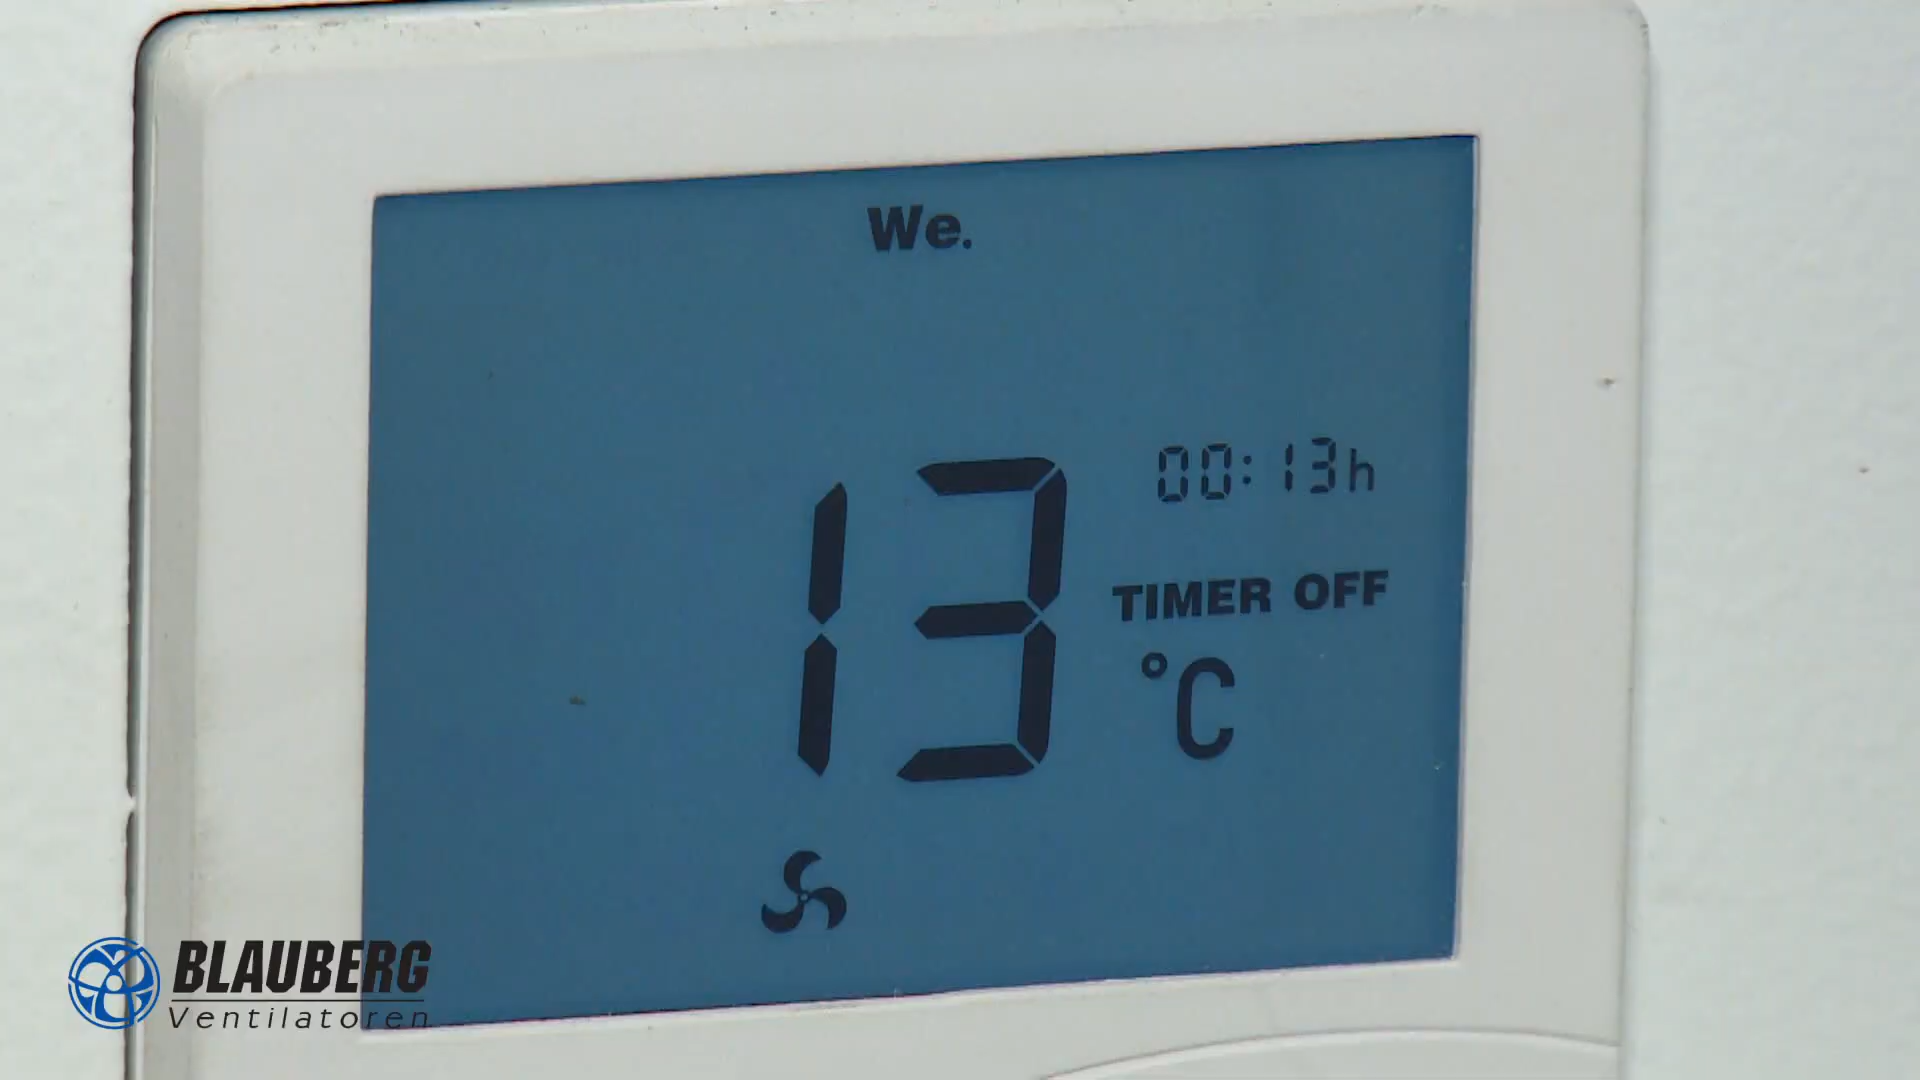 We.
00:13h
13
TIMER OFF
°C
BLAUBERG
Ventilatoren